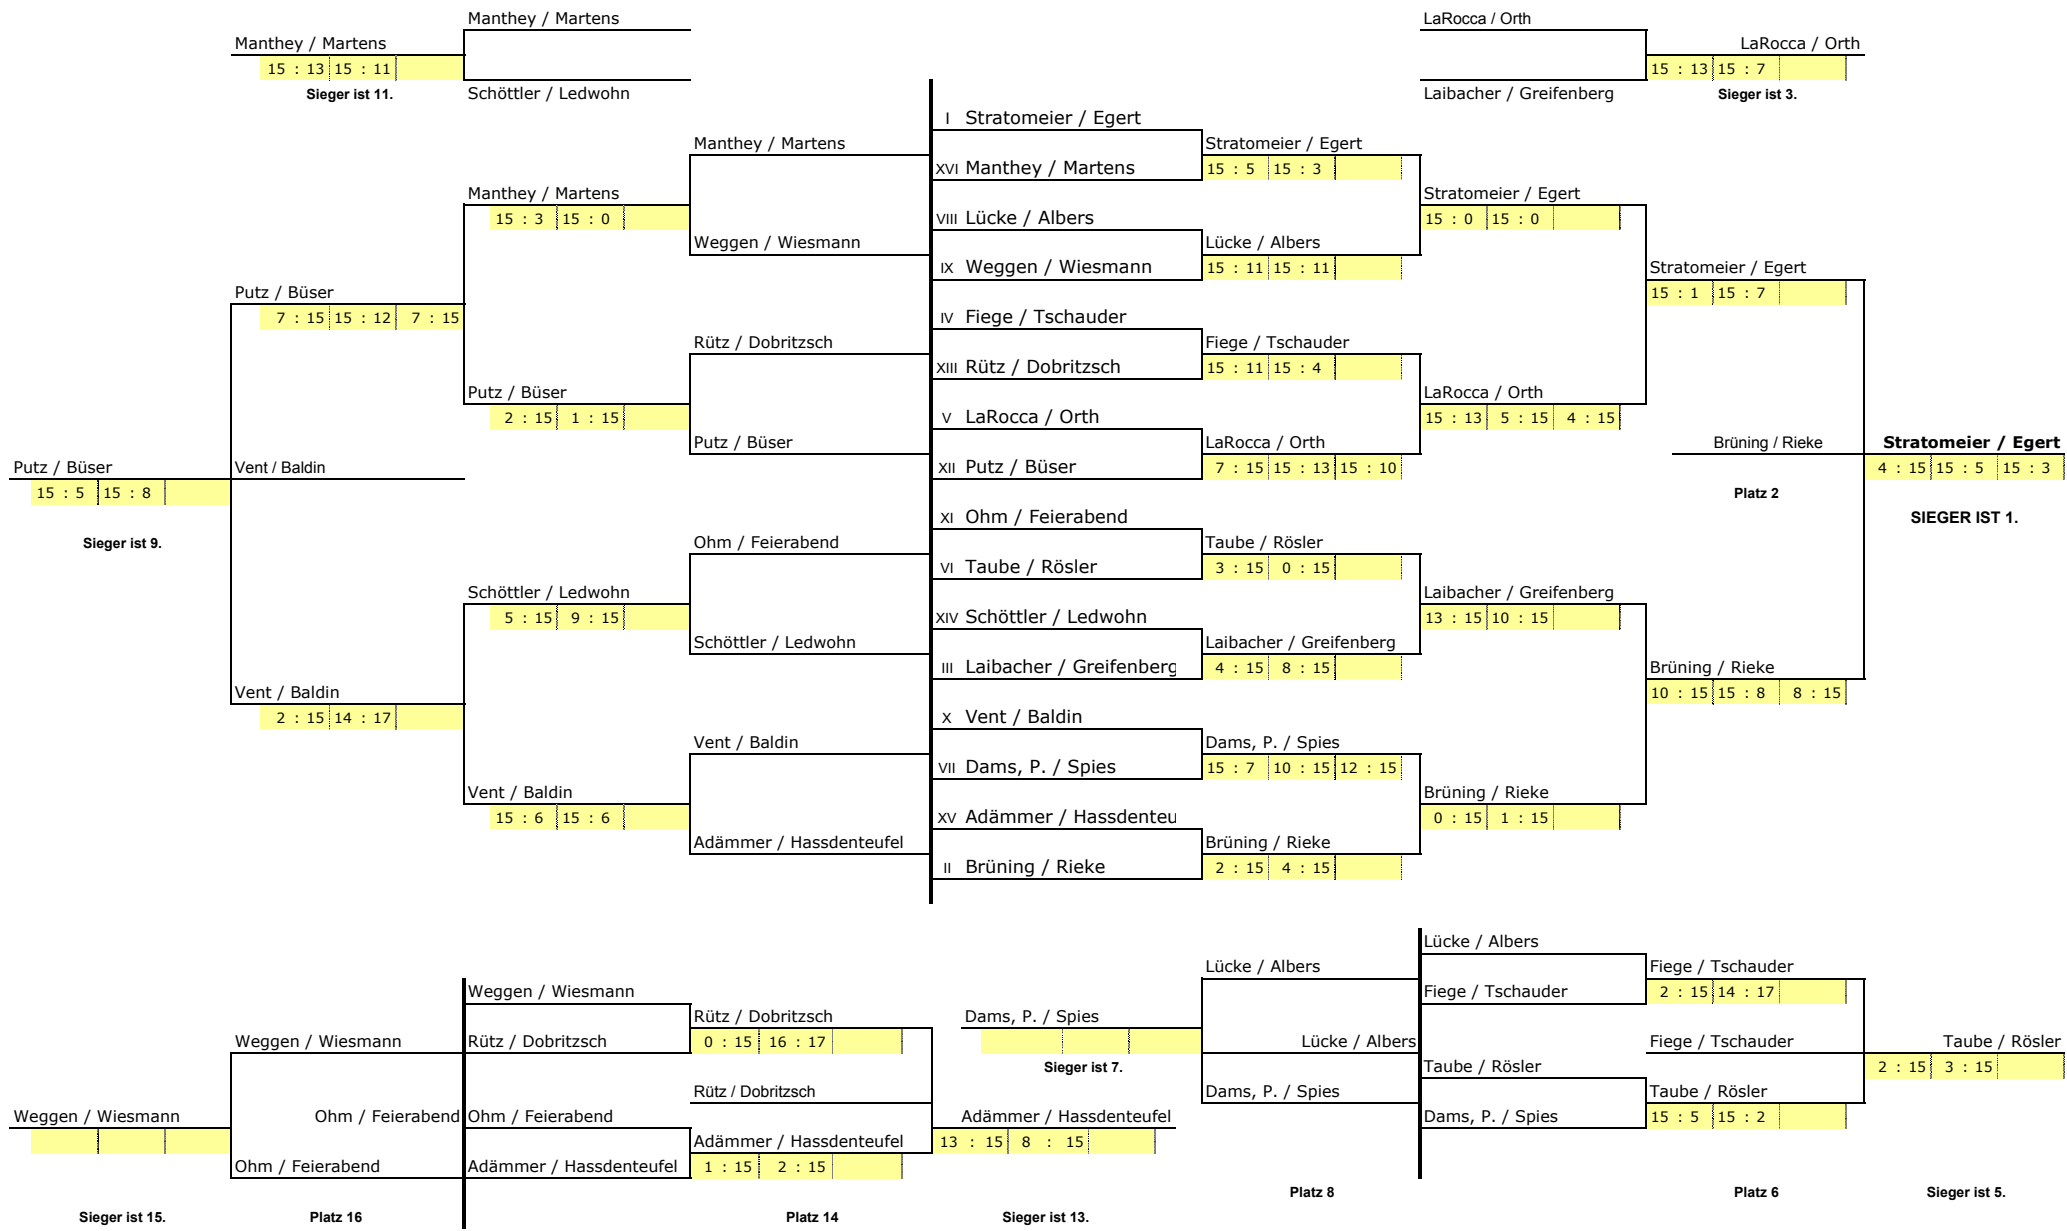 Manthey / Martens
LaRocca / Orth
Manthey / Martens
LaRocca / Orth
15 : 13 15 : 11
15 : 13 15 : 7
Sieger ist 11.
Schöttler / Ledwohn
Laibacher / Greifenberg
Sieger ist 3.
I Stratomeier / Egert
Manthey / Martens
Stratomeier / Egert
XVI Manthey / Martens
15 : 5 15 : 3
Manthey / Martens
Stratomeier / Egert
15 : 3 15 : 0
VIII Lücke / Albers
15 : 0 15 : 0
Weggen / Wiesmann
Lücke / Albers
IX Weggen / Wiesmann
15 : 11 15 : 11
Stratomeier / Egert
Putz / Büser
15 : 1 15 : 7
7 : 15 15 : 12 7 : 15
IV Fiege / Tschauder
Rütz / Dobritzsch
Fiege / Tschauder
XIII Rütz / Dobritzsch
15 : 11 15 : 4
Putz / Büser
LaRocca / Orth
2 : 15 1 : 15
V LaRocca / Orth
15 : 13 5 : 15 4 : 15
Putz / Büser
LaRocca / Orth
Brüning / Rieke
Stratomeier / Egert
Putz / Büser
Vent / Baldin
XII Putz / Büser
7 : 15 15 : 13 15 : 10
4 : 15 15 : 5 15 : 3
15 : 5 15 : 8
Platz 2
XI Ohm / Feierabend
SIEGER IST 1.
Sieger ist 9.
Ohm / Feierabend
Taube / Rösler
VI Taube / Rösler
3 : 15 0 : 15
Schöttler / Ledwohn
Laibacher / Greifenberg
5 : 15 9 : 15
XIV Schöttler / Ledwohn
13 : 15 10 : 15
Schöttler / Ledwohn
Laibacher / Greifenberg
III Laibacher / Greifenberg
4 : 15 8 : 15
Brüning / Rieke
Vent / Baldin
10 : 15 15 : 8 8 : 15
2 : 15 14 : 17
X Vent / Baldin
Vent / Baldin
Dams, P. / Spies
VII Dams, P. / Spies
15 : 7 10 : 15 12 : 15
Vent / Baldin
Brüning / Rieke
15 : 6 15 : 6
XV Adämmer / Hassdenteu
0 : 15 1 : 15
Adämmer / Hassdenteufel
Brüning / Rieke
II Brüning / Rieke
2 : 15 4 : 15
Lücke / Albers
Lücke / Albers
Fiege / Tschauder
Weggen / Wiesmann
Fiege / Tschauder
2 : 15 14 : 17
Rütz / Dobritzsch
Dams, P. / Spies
Weggen / Wiesmann
Rütz / Dobritzsch
0 : 15 16 : 17
Lücke / Albers
Fiege / Tschauder
Taube / Rösler
Sieger ist 7.
Taube / Rösler
2 : 15 3 : 15
Rütz / Dobritzsch
Dams, P. / Spies
Taube / Rösler
Weggen / Wiesmann
Ohm / Feierabend
Ohm / Feierabend
Adämmer / Hassdenteufel
Dams, P. / Spies
15 : 5 15 : 2
Adämmer / Hassdenteufel
13 : 15 8 : 15
Ohm / Feierabend
Adämmer / Hassdenteufel
1 : 15 2 : 15
Platz 8
Platz 6
Sieger ist 5.
Sieger ist 15.
Platz 16
Platz 14
Sieger ist 13.